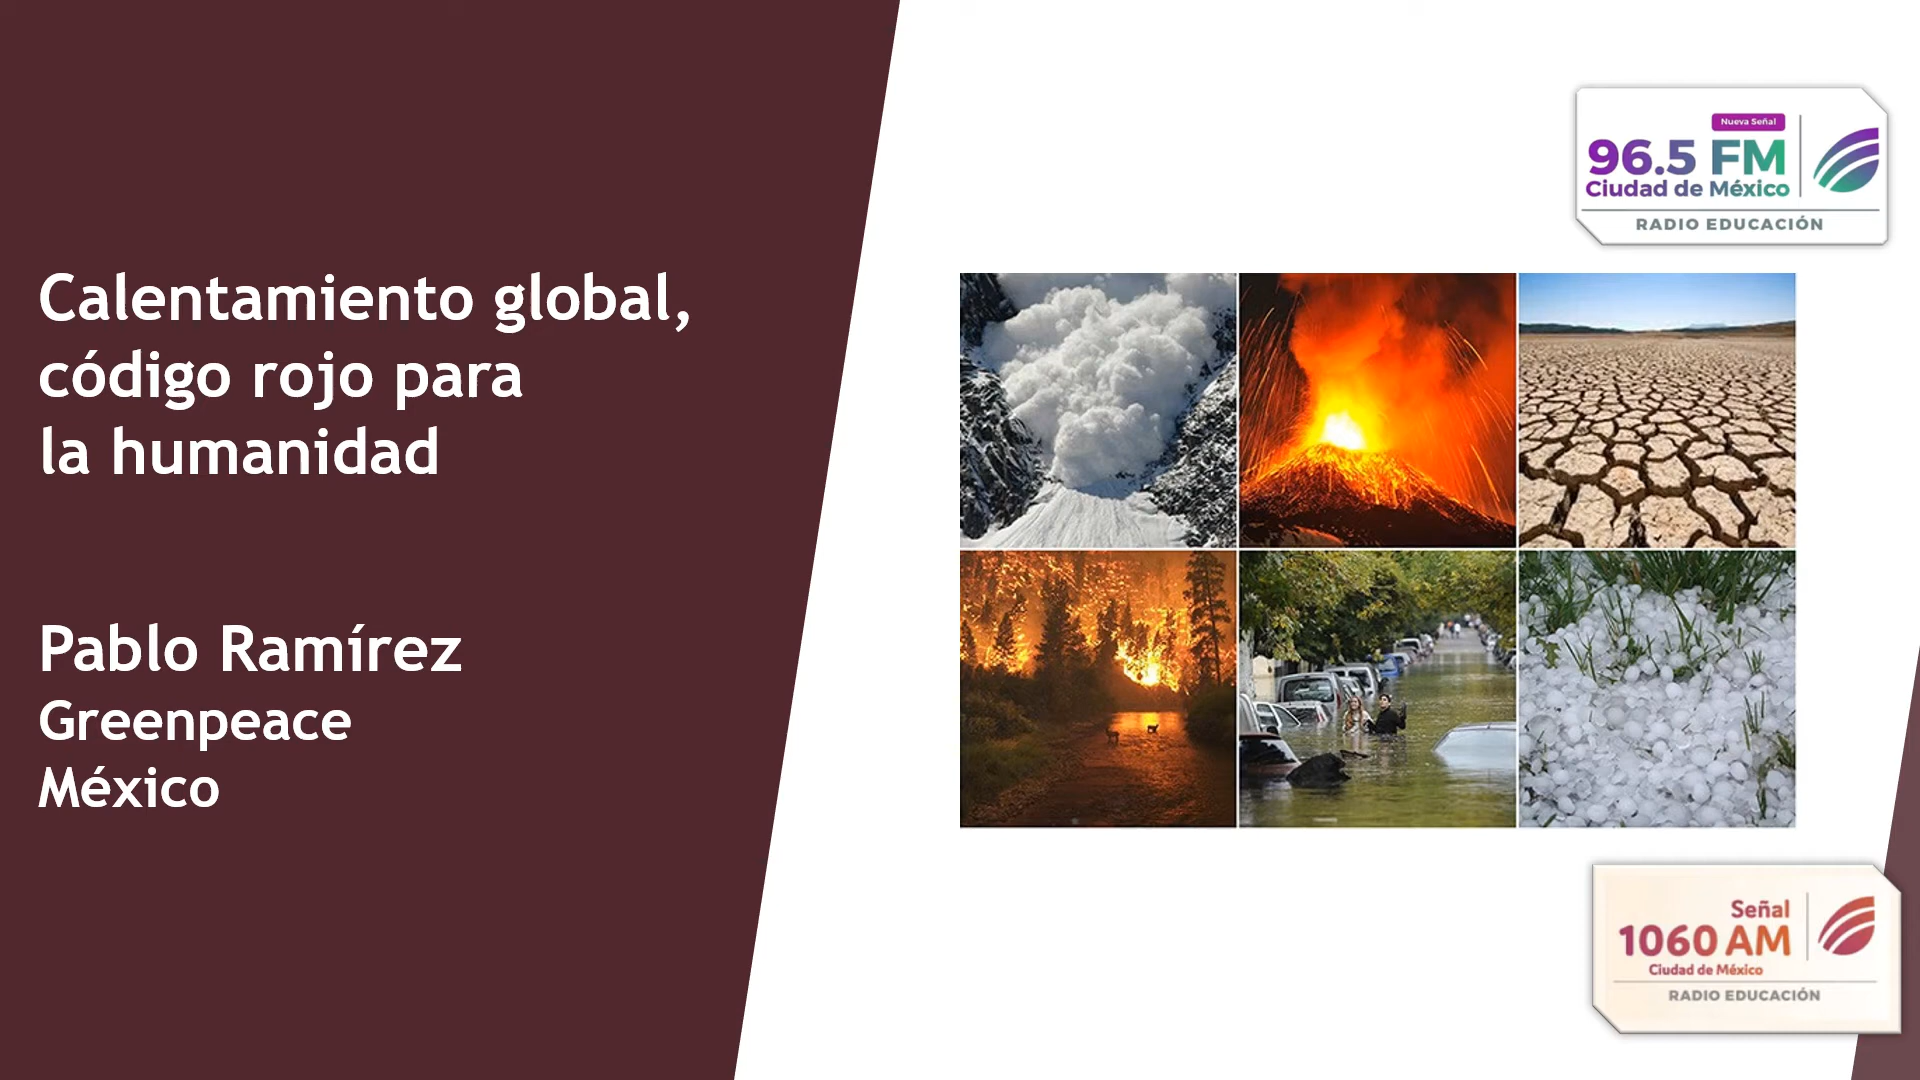 Calentamiento global,
código rojo para
la humanidad
Pablo Ramírez
Greenpeace
México
Nueva Señal
96.5 FM
Ciudad de México
RADIO EDUCACIÓN
Señal
1060 AM
Ciudad de México
RADIO EDUCACIÓN